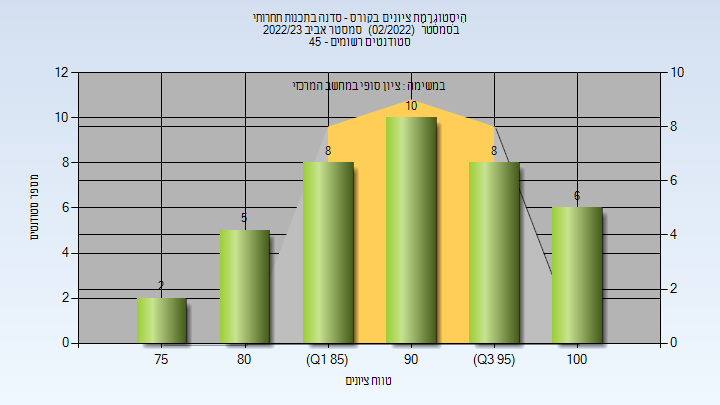 היסטוגרמת ציונים בקורס - סדנה בתכנות תחרותי
בסמסטר (02/2022) סמסטר אביב 2022/23
סטודנטים רשומים - 45
במשימה : ציון סופי במחשב המרכזי
12
10
8
6
4
2
0
10
8
6
4
2
0
2
5
8
10
8
6
מספר סטודנטים
75
80
(Q1 85)
90
(Q3 95)
100
טווח ציונים